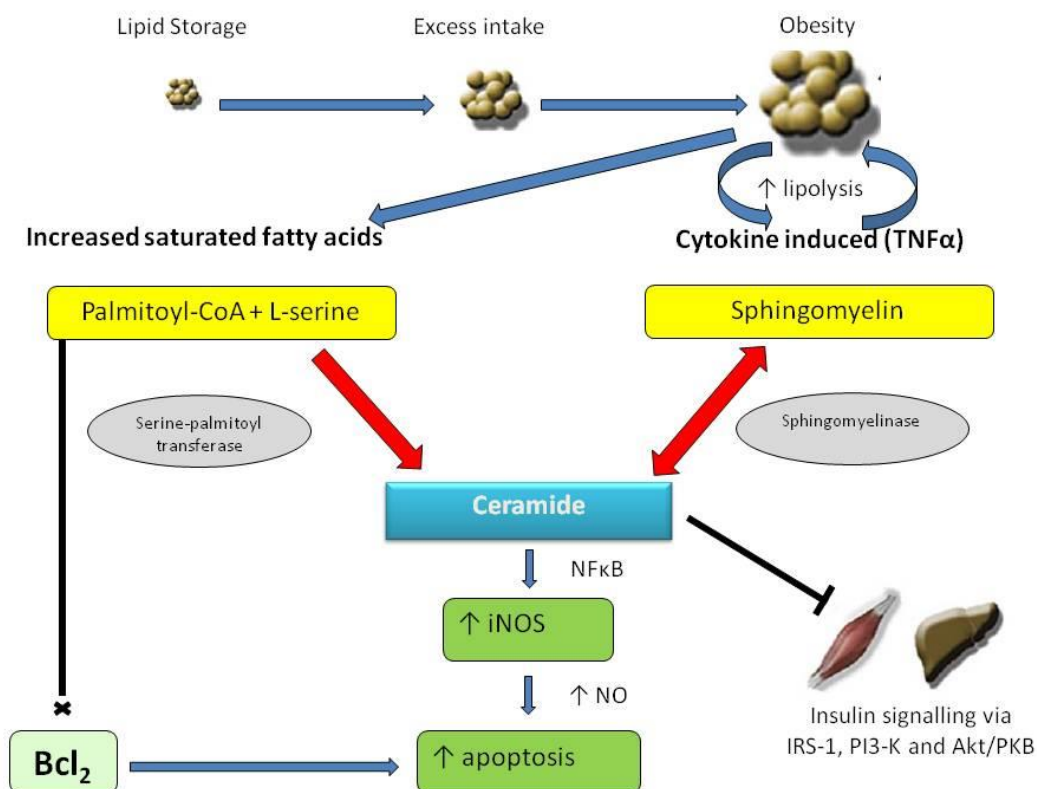 Lipid Storage
Excess intake
Obesity
↑ lipolysis
Increased saturated fatty acids
Cytokine induced (TNFα)
Palmitoyl-CoA + L-serine
Sphingomyelin
Serine-palmitoyl
transferase
Sphingomyelinase
Ceramide
NFκB
↑ iNOS
↑ NO
Insulin signalling via
IRS-1, PI3-K and Akt/PKB
Bcl₂
↑ apoptosis